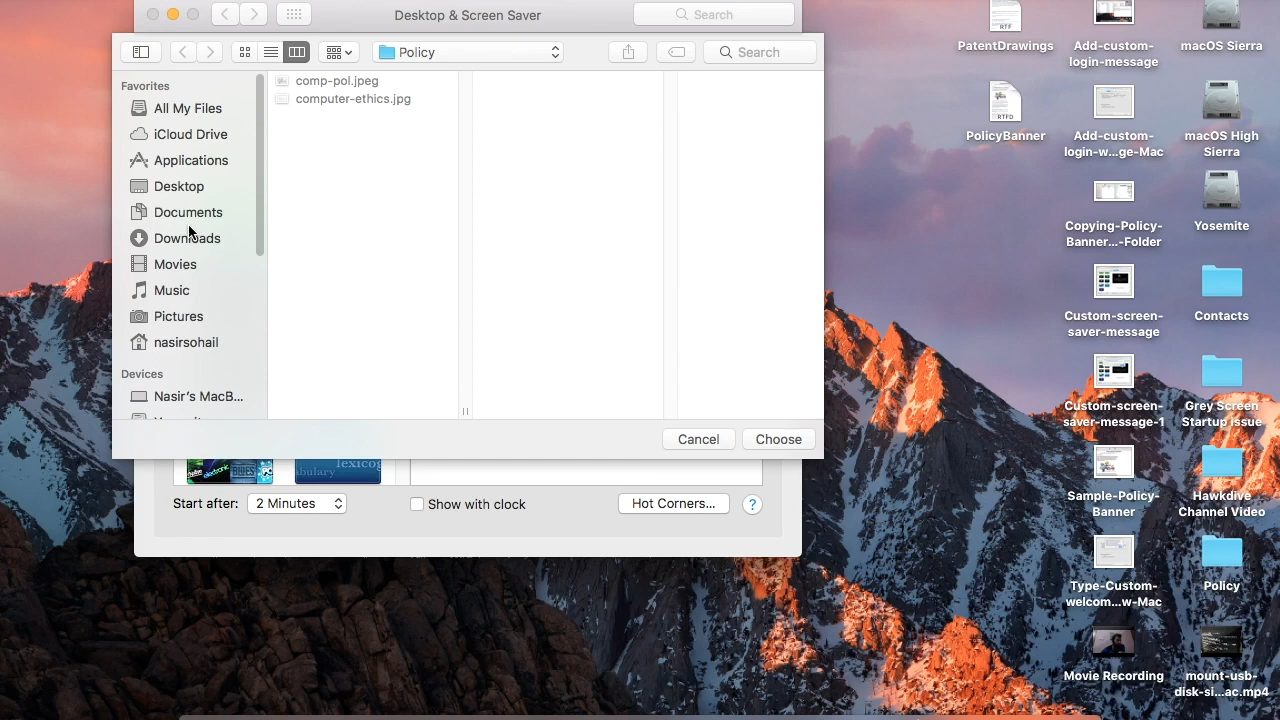 Desktop & Screen Saver
Search
Policy
Search
Favorites
All My Files
iCloud Drive
Applications
Desktop
Documents
Downloads
Movies
Music
Pictures
nasirsohail
Devices
Nasir's MacB...
comp-pol.jpeg
computer-ethics.jpg
Cancel
Choose
lexicog
Start after:
2 Minutes
Show with clock
Hot Corners...
?
RTF
PatentDrawings
RTFD
PolicyBanner
Add-custom-
login-message
Add-custom-
login-w...ge-Mac
Copying-Policy-
Banner...-Folder
Custom-screen-
saver-message
Custom-screen-
saver-message-1
Sample-Policy-
Banner
Type-Custom-
welcom...w-Mac
Movie Recording
macOS Sierra
macOS High
Sierra
Yosemite
Contacts
Grey Screen
Startup issue
Hawkdive
Channel Video
Policy
mount-usb-
disk-si...ac.mp4